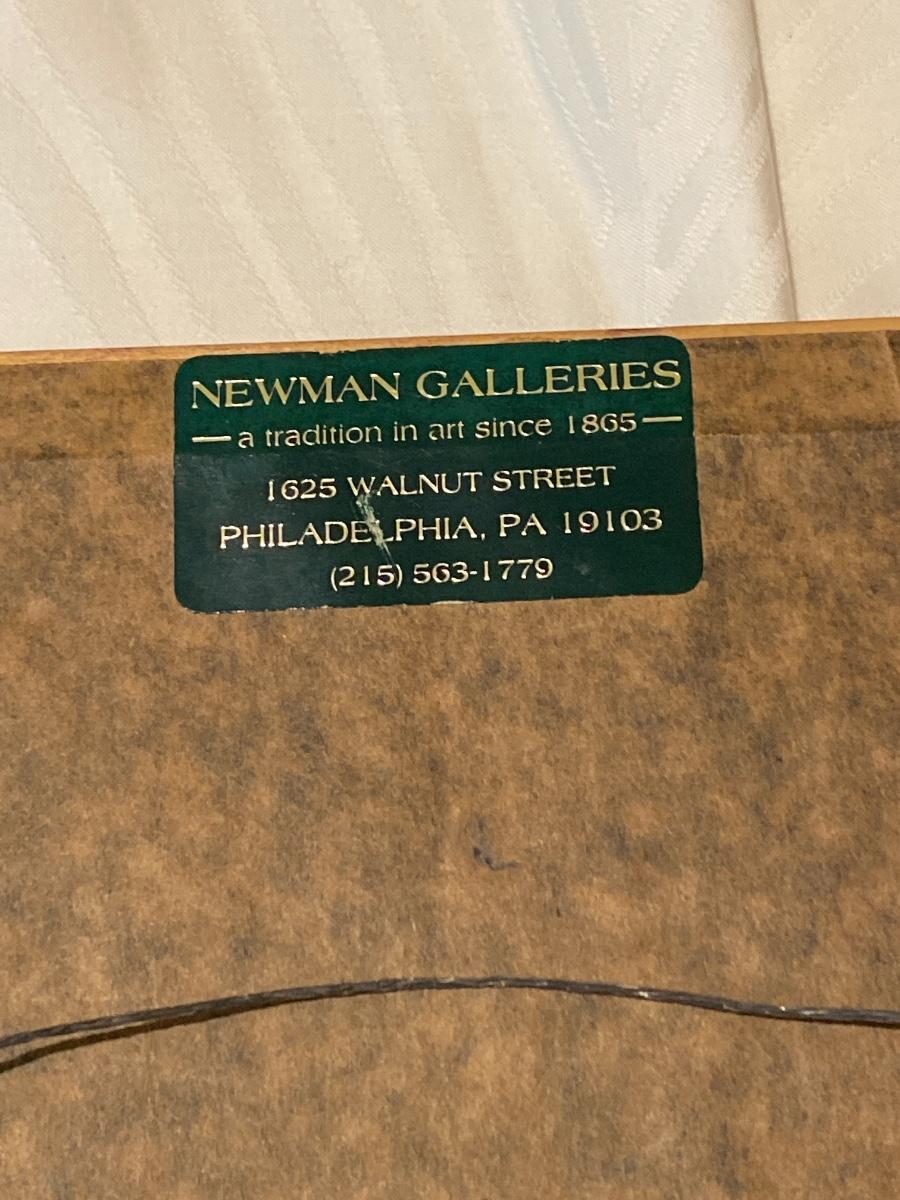 NEWMAN GALLERIES
— a tradition in art since 1865 —
1625 WALNUT STREET
PHILADELPHIA, PA 19103
(215) 563-1779